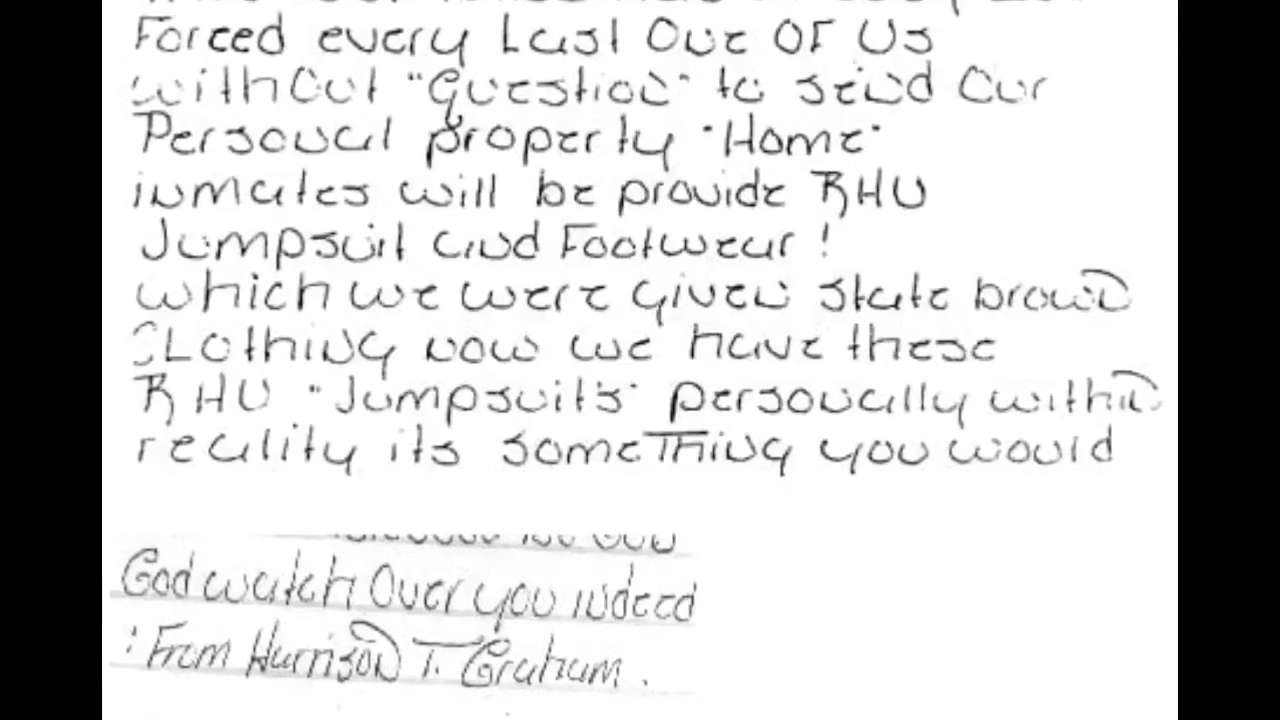 Forced every Last One OF Us
without "Question" to send Our
Personal property "Home"
inmates will be provide RHU
Jumpsuit and Footwear!
which we were given state brown
CLothing now we have these
RHU "Jumpsuits" personally within
reality its something you would
God watch Over you indeed
: From Harrison T. Graham.